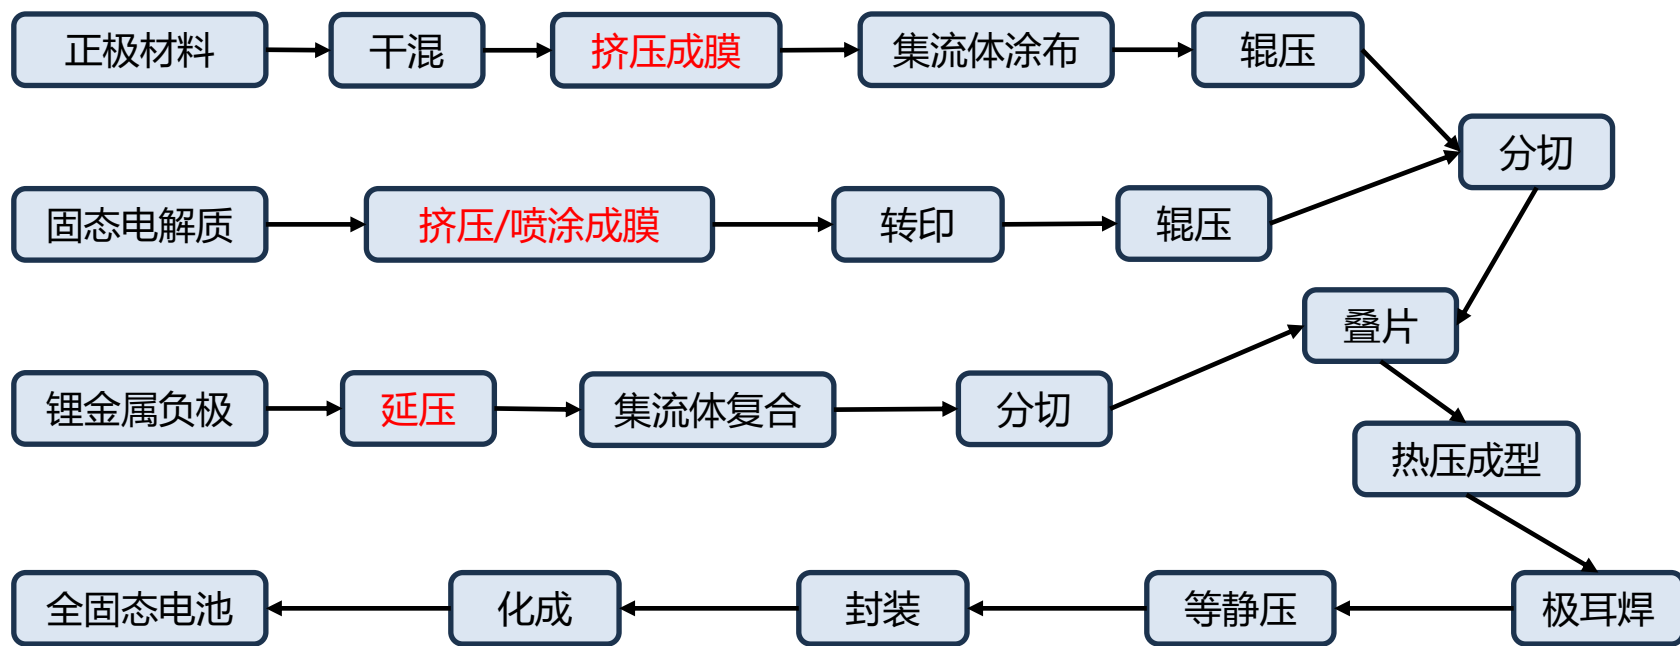 正极材料
干混
挤压成膜
集流体涂布
辊压
分切
固态电解质
挤压/喷涂成膜
转印
辊压
叠片
锂金属负极
延压
集流体复合
分切
热压成型
全固态电池
化成
封装
等静压
极耳焊